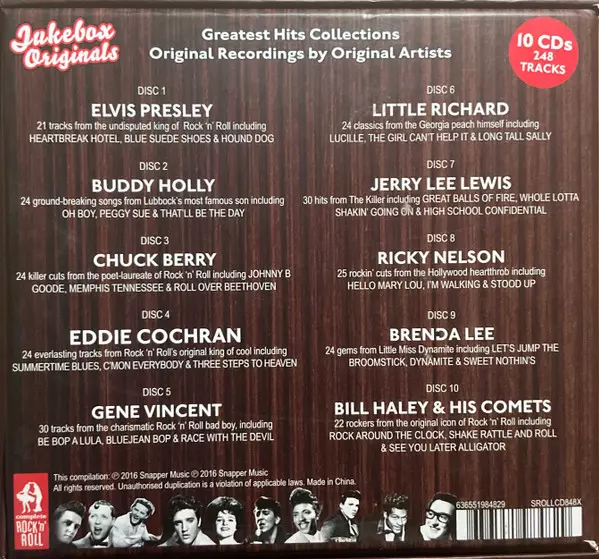 Jukebox
Originals
Greatest Hits Collections
Original Recordings by Original Artists
10 CDs
248
TRACKS
DISC 1
ELVIS PRESLEY
21 tracks from the undisputed king of Rock 'n' Roll including
HEARTBREAK HOTEL, BLUE SUEDE SHOES & HOUND DOG
DISC 2
BUDDY HOLLY
24 ground-breaking songs from Lubbock's most famous son including
OH BOY, PEGGY SUE & THAT'LL BE THE DAY
DISC 3
CHUCK BERRY
24 killer cuts from the poet-laureate of Rock 'n' Roll including JOHNNY B
GOODE, MEMPHIS TENNESSEE & ROLL OVER BEETHOVEN
DISC 4
EDDIE COCHRAN
24 everlasting tracks from Rock 'n' Roll's original king of cool including
SUMMERTIME BLUES, C'MON EVERYBODY & THREE STEPS TO HEAVEN
DISC 5
GENE VINCENT
30 tracks from the charismatic Rock 'n' Roll bad boy, including
BE BOP A LULA, BLUEJEAN BOP & RACE WITH THE DEVIL
DISC 6
LITTLE RICHARD
24 classics from the Georgia peach himself including
LUCILLE, THE GIRL CAN'T HELP IT & LONG TALL SALLY
DISC 7
JERRY LEE LEWIS
30 hits from The Killer including GREAT BALLS OF FIRE, WHOLE LOTTA
SHAKIN' GOING ON & HIGH SCHOOL CONFIDENTIAL
DISC 8
RICKY NELSON
25 rockin' cuts from the Hollywood heartthrob including
HELLO MARY LOU, I'M WALKING & STOOD UP
DISC 9
BRENDA LEE
24 gems from Little Miss Dynamite including LET'S JUMP THE
BROOMSTICK, DYNAMITE & SWEET NOTHIN'S
DISC 10
BILL HALEY & HIS COMETS
22 rockers from the original icon of Rock 'n' Roll including
ROCK AROUND THE CLOCK, SHAKE RATTLE AND ROLL
& SEE YOU LATER ALLIGATOR
complete
ROCK'n'
ROLL
This compilation: ℗ 2016 Snapper Music ℗ 2016 Snapper Music
All rights reserved. Unauthorised duplication is a violation of applicable laws. Made in China.
636551984829 SROLLCD848X